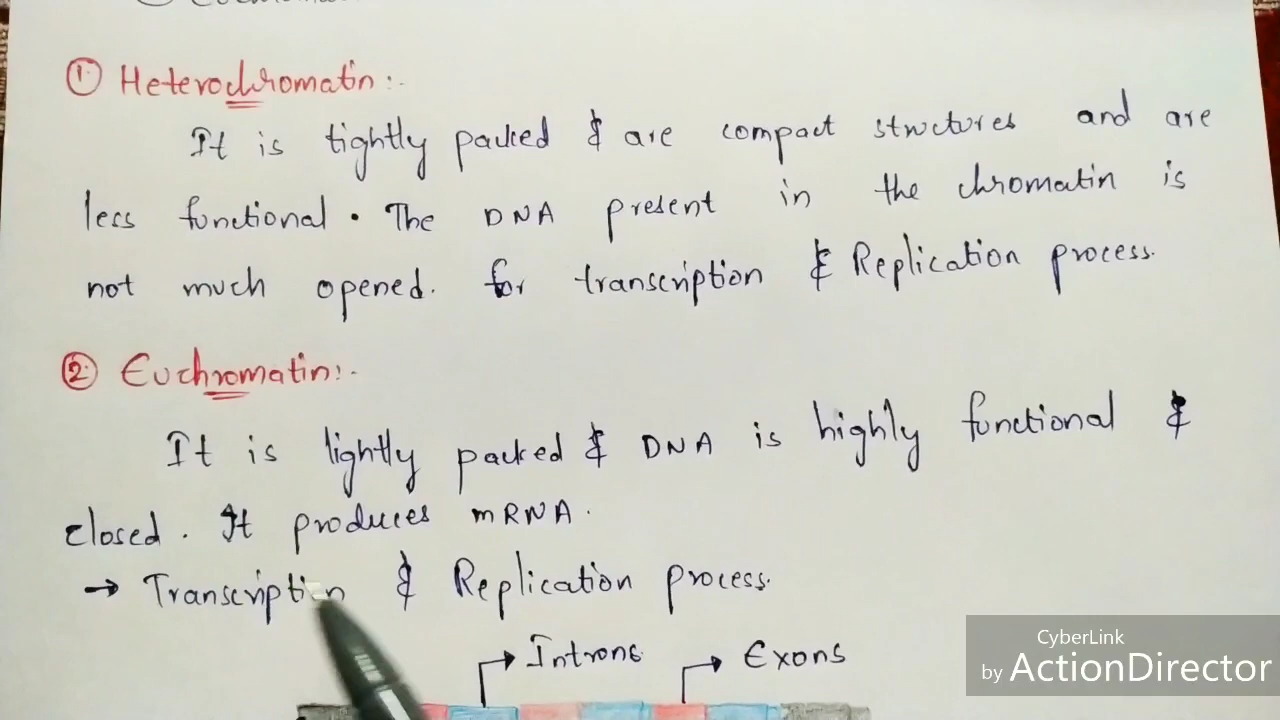 ① Heterochromatin :-
It is tightly packed & are compact structures and are
less functional. The DNA present in the chromatin is
not much opened. for transcription & Replication process.
② Euchromatin:-
It is lightly packed & DNA is highly functional &
closed. It produces mRNA.
→ Transcription & Replication process.
→ Introns → Exons
CyberLink
by ActionDirector